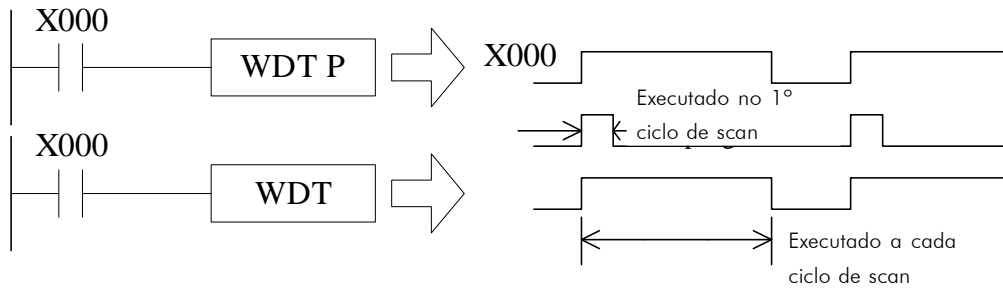 X000
WDT P
X000
Executado no 1º
ciclo de scan
X000
WDT
Executado a cada
ciclo de scan